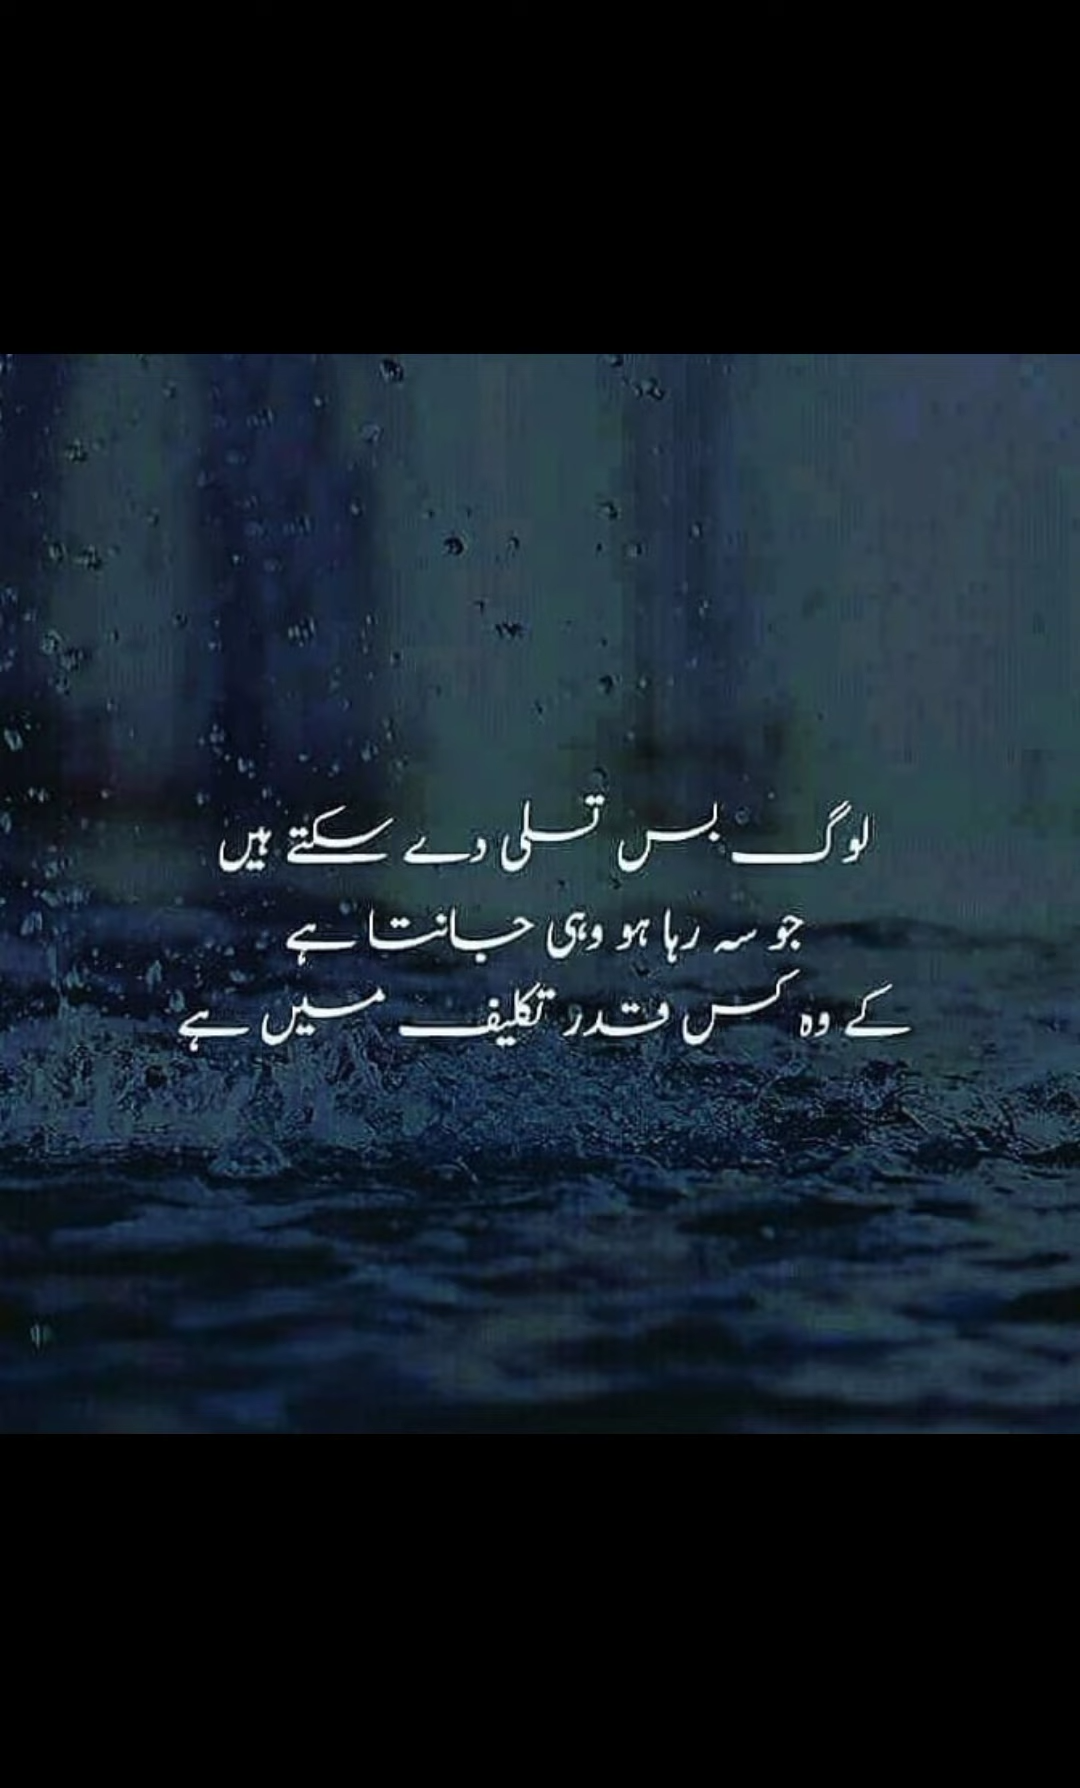 لوگ بس تسلی دے سکتے ہیں
جو سہ رہا ہو وہی جانتا ہے
کے وہ کس قدر تکلیف میں ہے